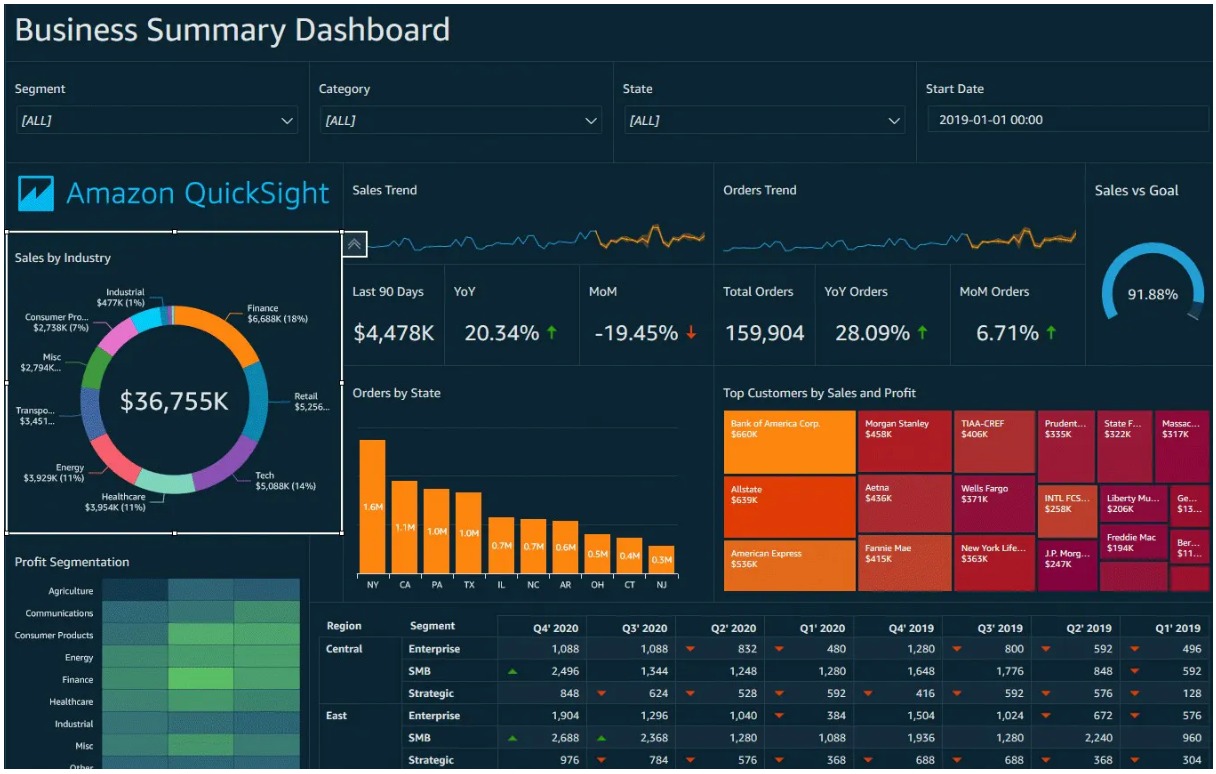 Business Summary Dashboard
Segment
[ALL]
Category
[ALL]
State
[ALL]
Start Date
2019-01-01 00:00
Amazon QuickSight
Sales Trend
Orders Trend
Sales vs Goal
91.88%
Last 90 Days
$4,478K
YoY
20.34%
MoM
-19.45%
Total Orders
159,904
YoY Orders
28.09%
MoM Orders
6.71%
Sales by Industry
Industrial
$477K (1%)
Consumer Pro...
$2,738K (7%)
Misc
$2,794K...
Transpo...
$3,451...
Energy
$3,929K (11%)
Healthcare
$3,954K (11%)
Finance
$6,688K (18%)
Retail
$5,256...
Tech
$5,088K (14%)
$36,755K
Orders by State
1.6M
1.1M
1.0M
1.0M
0.7M
0.7M
0.6M
0.5M
0.4M
0.3M
NY CA PA TX IL NC AR OH CT NJ
Top Customers by Sales and Profit
Bank of America Corp.
$660K
Allstate
$639K
American Express
$536K
Morgan Stanley
$458K
Aetna
$436K
Fannie Mae
$415K
TIAA-CREF
$406K
Wells Fargo
$371K
New York Life...
$363K
Prudent...
$335K
State F...
$322K
Massac...
$317K
INTL FCS...
$258K
J.P. Morg...
$247K
Liberty Mu...
$206K
Freddie Mac
$194K
Ge...
$13...
Ber...
$11...
Profit Segmentation
Agriculture
Communications
Consumer Products
Energy
Finance
Healthcare
Industrial
Misc
Other
Region Segment Q4' 2020 Q3' 2020 Q2' 2020 Q1' 2020 Q4' 2019 Q3' 2019 Q2' 2019 Q1' 2019
Central Enterprise 1,088 1,088 832 480 1,280 800 592 496
SMB 2,496 1,344 1,248 1,280 1,648 1,776 848 592
Strategic 848 624 528 592 416 592 576 128
East Enterprise 1,904 1,296 1,040 384 1,504 1,024 672 576
SMB 2,688 2,368 1,280 1,088 1,936 1,280 2,240 960
Strategic 976 784 576 368 688 688 368 304